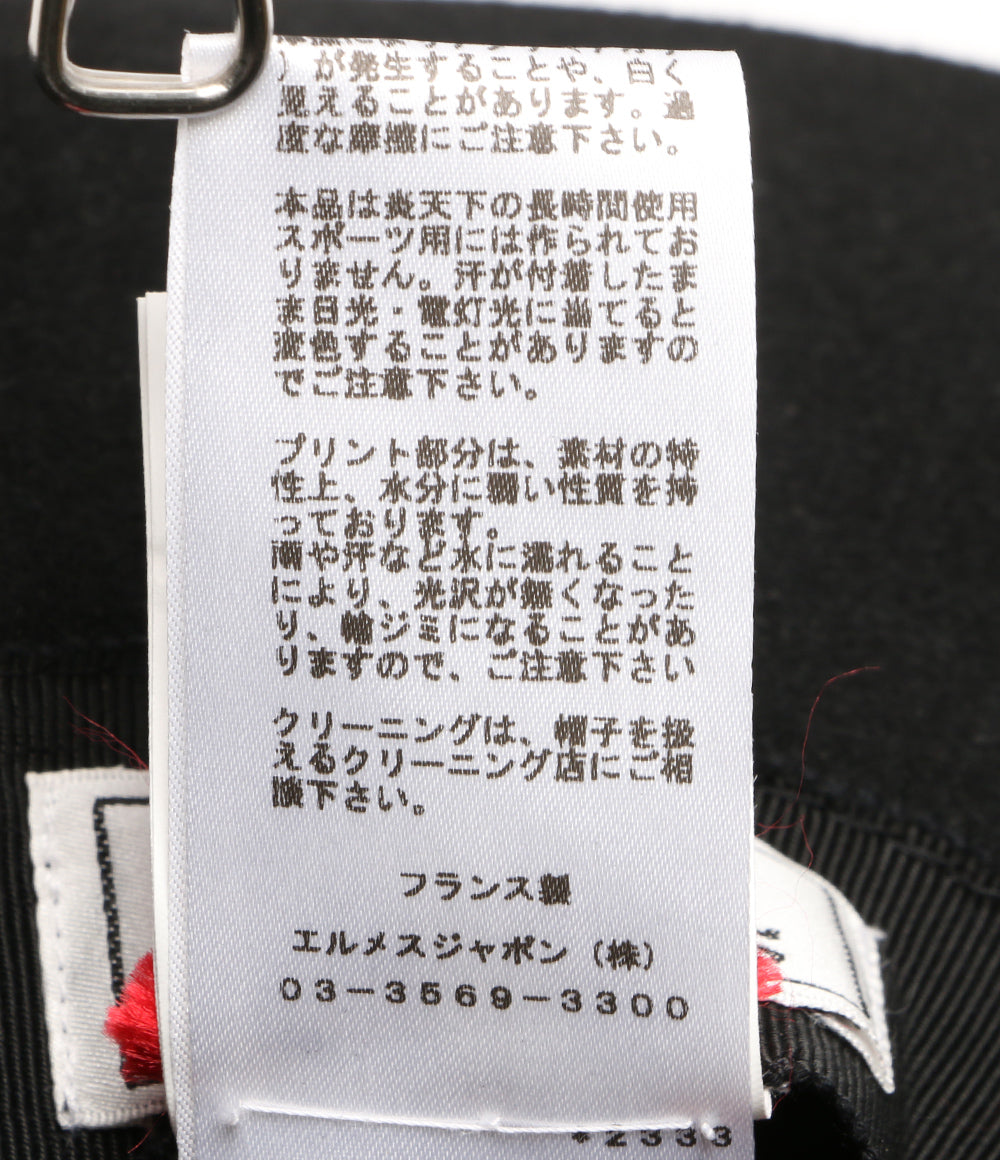 ）が発生することや、白く
見えることがあります。過
度な摩擦にご注意下さい。
本品は炎天下の長時間使用
スポーツ用には作られてお
りません。汗が付着したま
ま日光・電灯光に当てると
変色することがありますの
でご注意下さい。
プリント部分は、素材の特
性上、水分に弱い性質を持
っております。
雨や汗など水に濡れること
により、光沢が無くなった
り、輪ジミになることがあ
りますので、ご注意下さい
クリーニングは、帽子を扱
えるクリーニング店にご相
談下さい。
フランス製
エルメスジャポン（株）
０３－３５６９－３３００
*２３３３